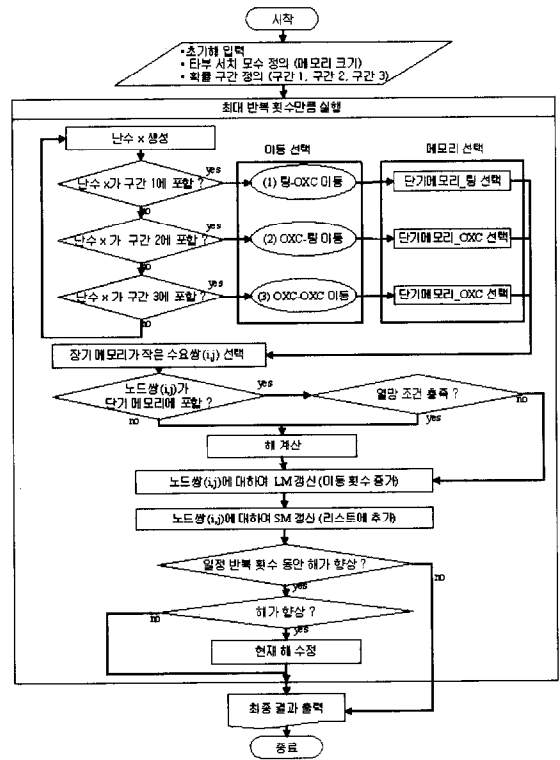 시작
• 초기해 입력
• 타부 서치 모수 정의 (메모리 크기)
• 확률 구간 정의 (구간 1, 구간 2, 구간 3)
최대 반복 횟수만큼 실행
난수 x 생성
이동 선택
메모리 선택
난수 x가 구간 1에 포함 ?
yes
(1) 링-OXC 이동
단기메모리_링 선택
no
난수 x 가 구간 2에 포함 ?
yes
(2) OXC-링 이동
단기메모리_OXC 선택
no
난수 x 가 구간 3에 포함 ?
yes
(3) OXC-OXC 이동
단기메모리_OXC 선택
no
장기 메모리가 작은 수요쌍(i,j) 선택
노드쌍(i,j)가
단기 메모리에 포함 ?
yes
열망 조건 충족 ?
no
no
yes
해 계산
노드쌍(i,j)에 대하여 LM 갱신 (이동 횟수 증가)
노드쌍(i,j)에 대하여 SM 갱신 (리스트에 추가)
일정 반복 횟수 동안 해가 향상 ?
no
yes
해가 향상 ?
no
yes
현재 해 수정
최종 결과 출력
종료